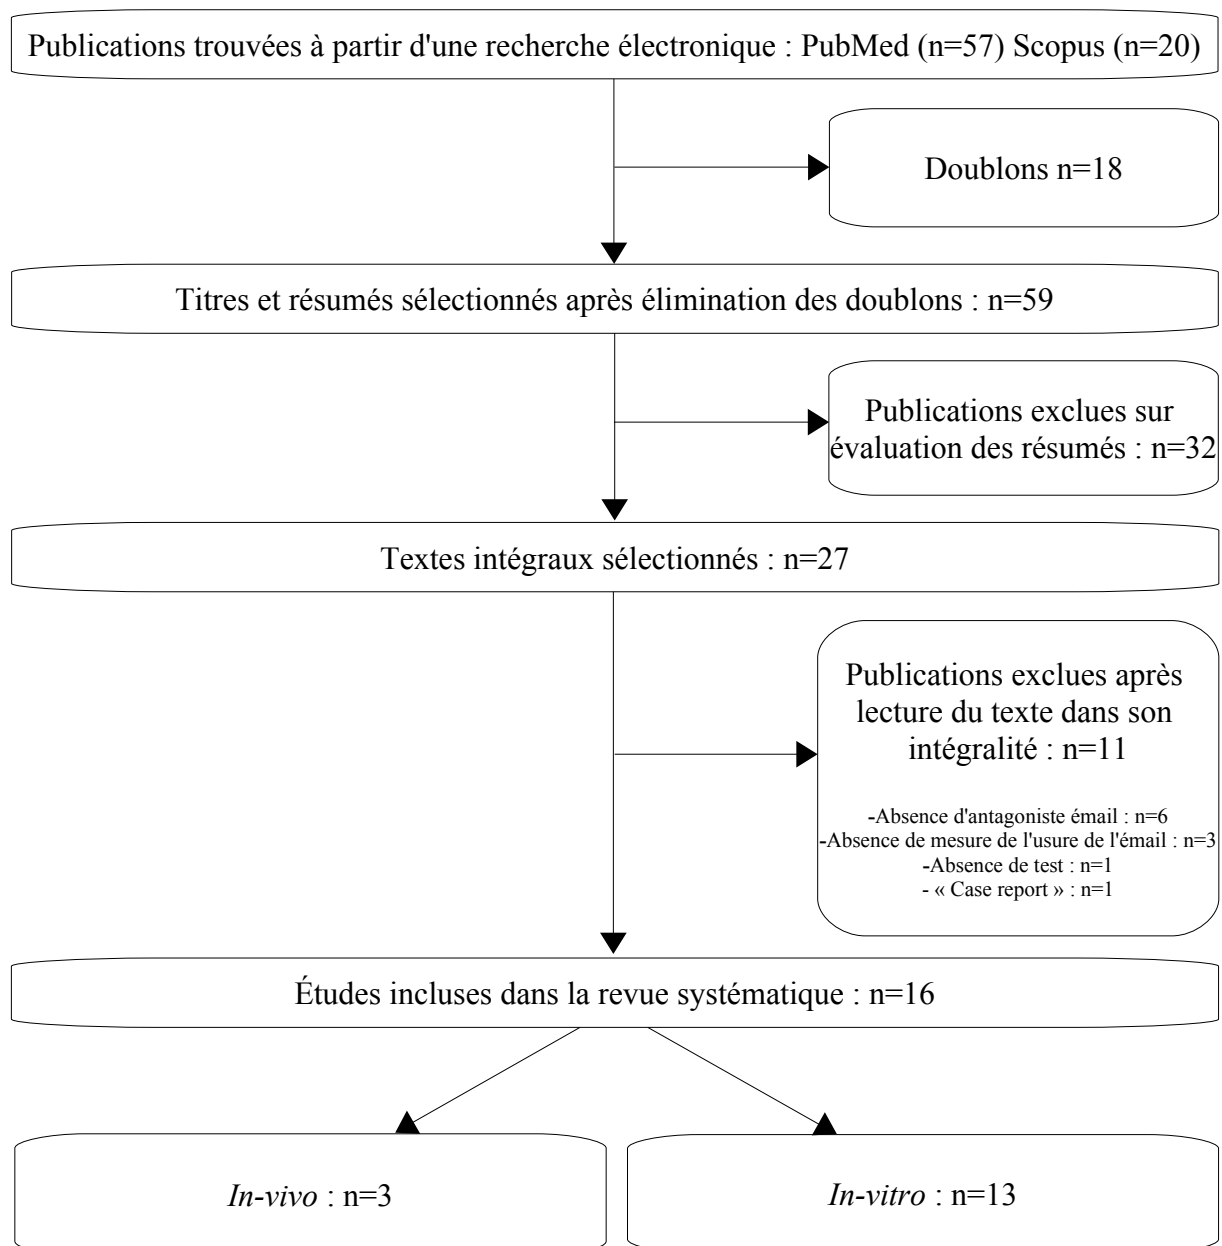 Publications trouvées à partir d'une recherche électronique : PubMed (n=57) Scopus (n=20)
Doublons n=18
Titres et résumés sélectionnés après élimination des doublons : n=59
Publications exclues sur
évaluation des résumés : n=32
Textes intégraux sélectionnés : n=27
Publications exclues après
lecture du texte dans son
intégralité : n=11
-Absence d'antagoniste émail : n=6
-Absence de mesure de l'usure de l'émail : n=3
-Absence de test : n=1
- « Case report » : n=1
Études incluses dans la revue systématique : n=16
In-vivo : n=3
In-vitro : n=13